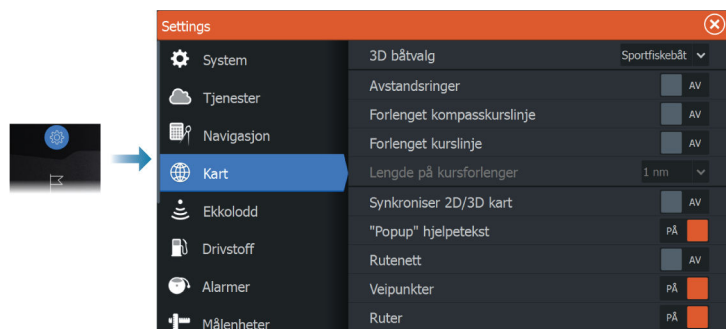 Settings
System
Tjenester
Navigasjon
Kart
Ekkolodd
Drivstoff
Alarmer
Målenheter
3D båtvalg Sportfiskebåt
Avstandsringer AV
Forlenget kompasskurslinje AV
Forlenget kurslinje AV
Lengde på kursforlenger 1 nm
Synkroniser 2D/3D kart AV
"Popup" hjelpetekst PÅ
Rutenett AV
Veipunkter PÅ
Ruter PÅ